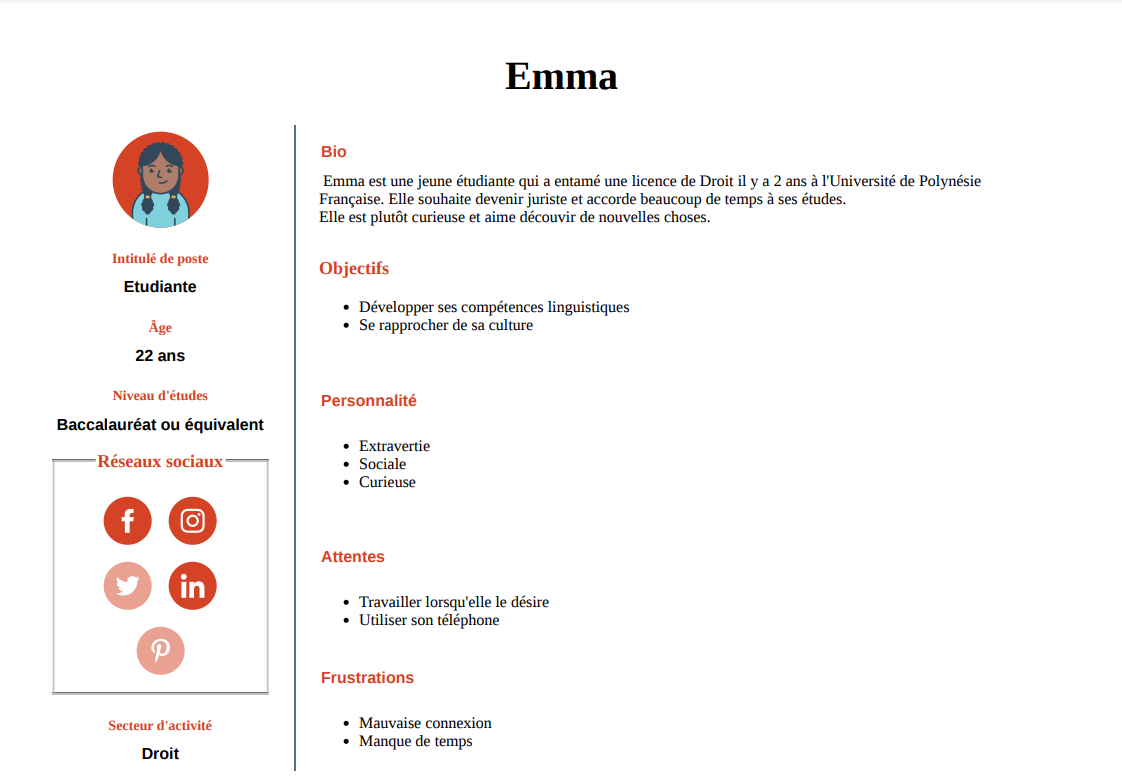 Emma
Intitulé de poste
Etudiante
Âge
22 ans
Niveau d'études
Baccalauréat ou équivalent
Réseaux sociaux
Secteur d'activité
Droit
Bio
Emma est une jeune étudiante qui a entamé une licence de Droit il y a 2 ans à l'Université de Polynésie
Française. Elle souhaite devenir juriste et accorde beaucoup de temps à ses études.
Elle est plutôt curieuse et aime découvir de nouvelles choses.
Objectifs
• Développer ses compétences linguistiques
• Se rapprocher de sa culture
Personnalité
• Extravertie
• Sociale
• Curieuse
Attentes
• Travailler lorsqu'elle le désire
• Utiliser son téléphone
Frustrations
• Mauvaise connexion
• Manque de temps